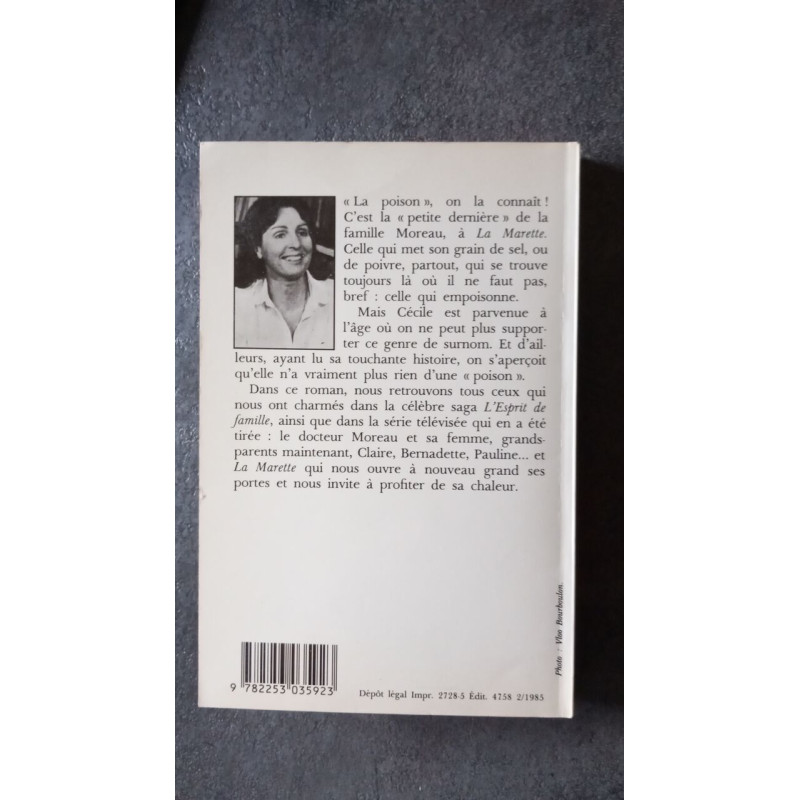 « La poison », on la connaît !
C'est la « petite dernière » de la
famille Moreau, à La Marette.
Celle qui met son grain de sel, ou
de poivre, partout, qui se trouve
toujours là où il ne faut pas,
bref : celle qui empoisonne.
Mais Cécile est parvenue à
l'âge où on ne peut plus suppor-
ter ce genre de surnom. Et d'ail-
leurs, ayant lu sa touchante histoire, on s'aperçoit
qu'elle n'a vraiment plus rien d'une « poison ».
Dans ce roman, nous retrouvons tous ceux qui
nous ont charmés dans la célèbre saga L'Esprit de
famille, ainsi que dans la série télévisée qui en a été
tirée : le docteur Moreau et sa femme, grands-
parents maintenant, Claire, Bernadette, Pauline... et
La Marette qui nous ouvre à nouveau grand ses
portes et nous invite à profiter de sa chaleur.
Photo : Vloo Bourboulon.
9 782253 035923
Dépôt légal Impr. 2728-5 Édit. 4758 2/1985